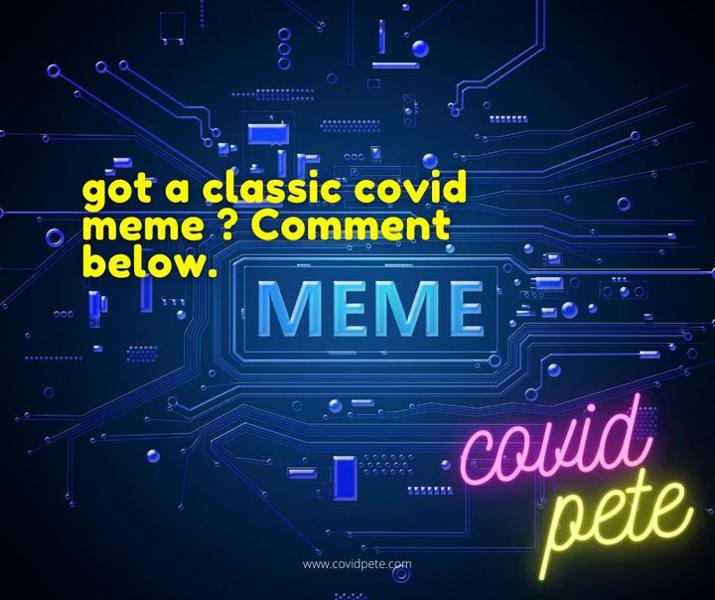 got a classic covid
meme ? Comment
below.
MEME
covid
pete
www.covidpete.com